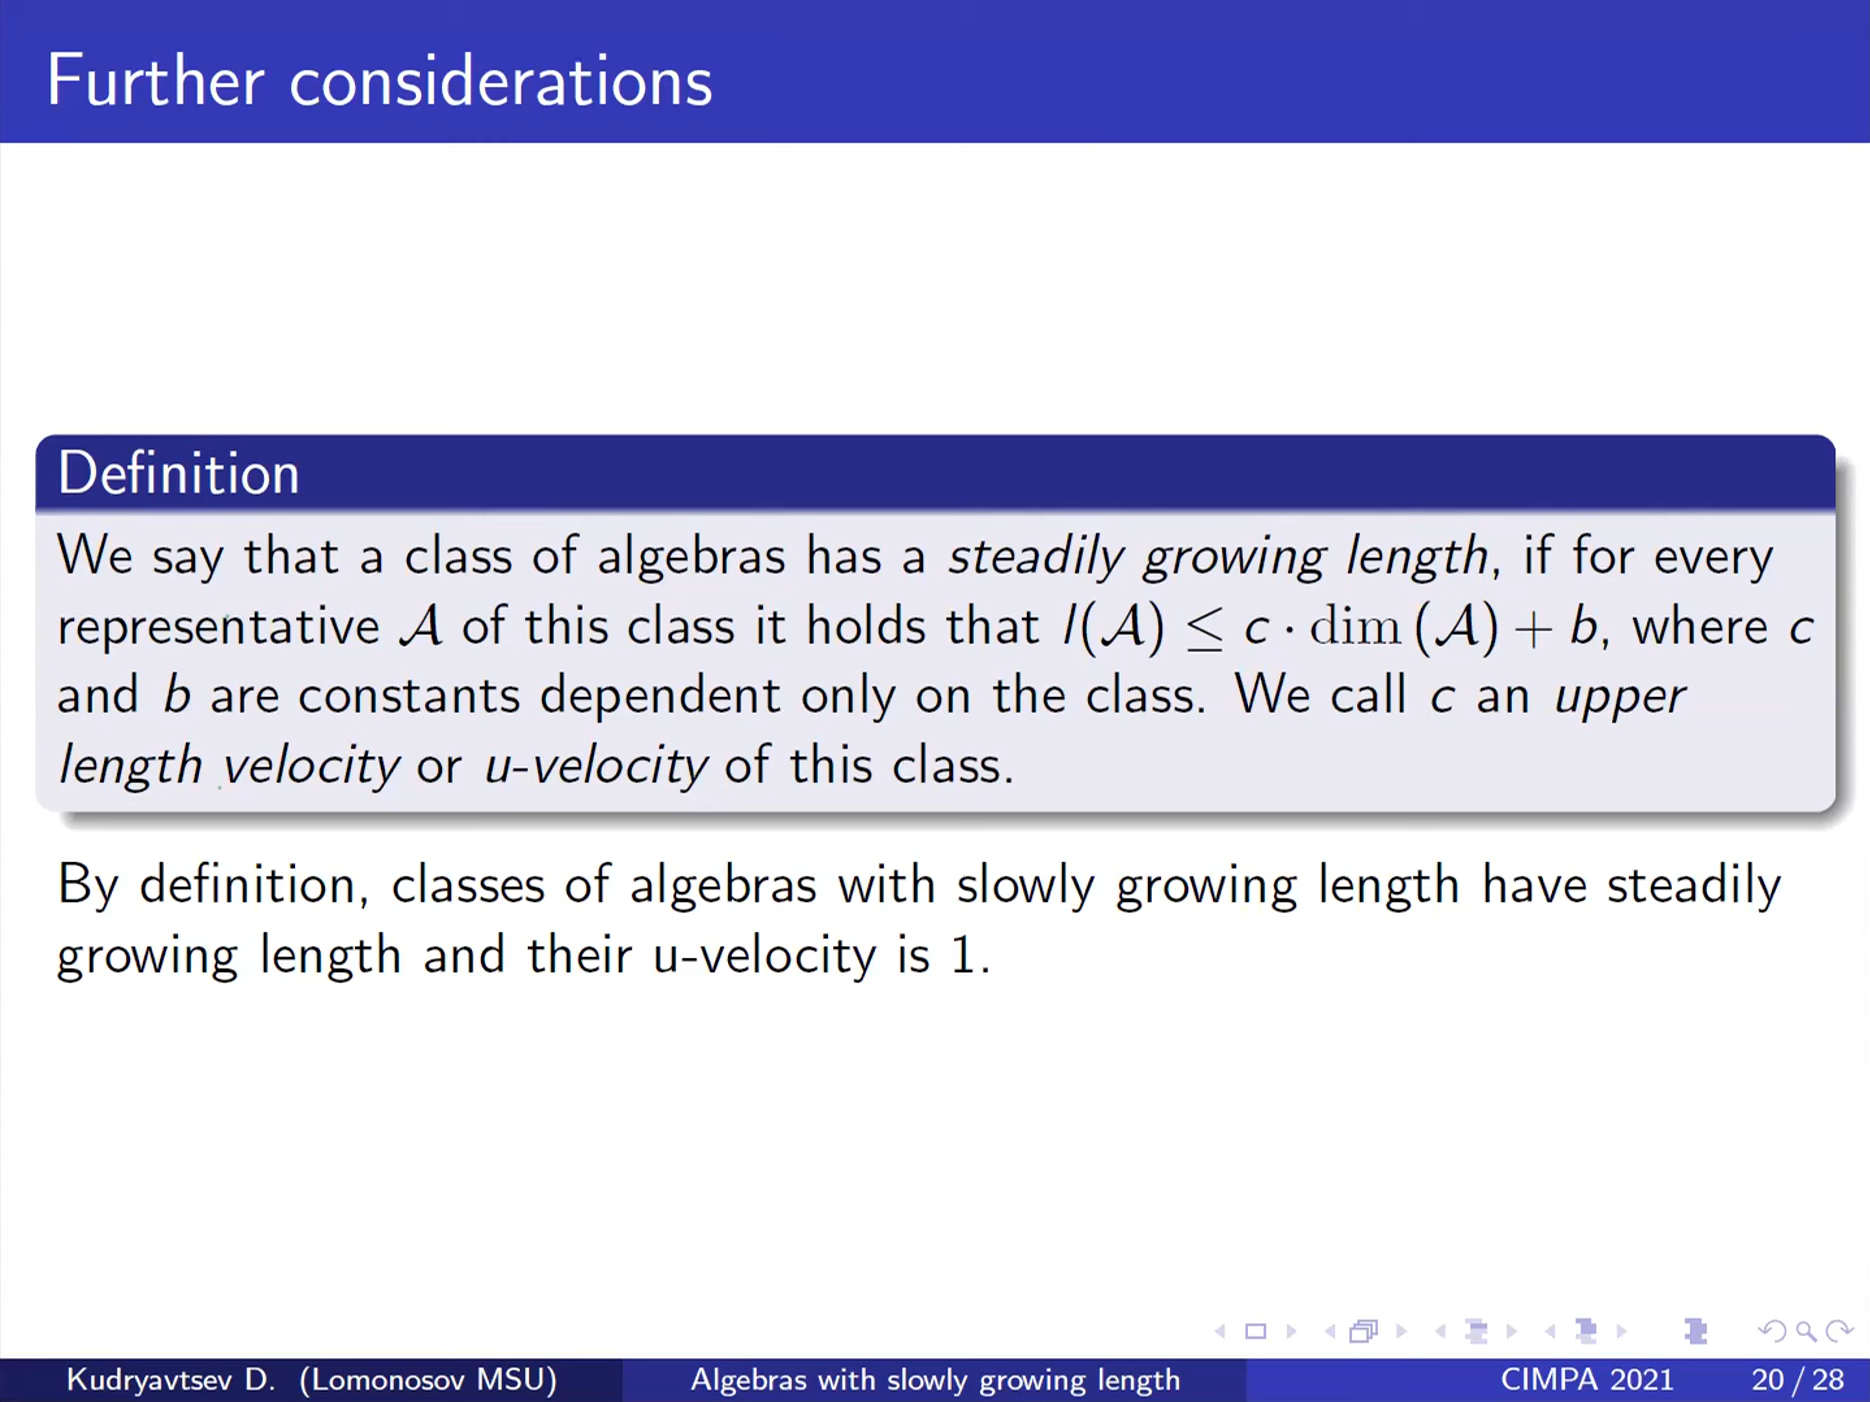 Further considerations
Definition
We say that a class of algebras has a steadily growing length, if for every
representative 𝒜 of this class it holds that l(𝒜) ≤ c · dim (𝒜) + b, where c
and b are constants dependent only on the class. We call c an upper
length velocity or u-velocity of this class.
By definition, classes of algebras with slowly growing length have steadily
growing length and their u-velocity is 1.
Kudryavtsev D. (Lomonosov MSU) Algebras with slowly growing length CIMPA 2021 20 / 28